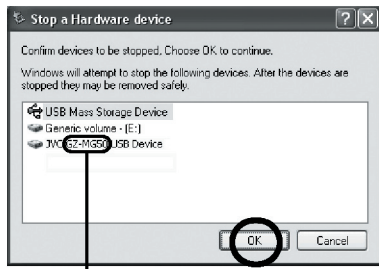 Stop a Hardware device
Confirm devices to be stopped, Choose OK to continue.
Windows will attempt to stop the following devices. After the devices are
stopped they may be removed safely.
USB Mass Storage Device
Generic volume - (E:)
JVC GZ-MG50 USB Device
OK Cancel